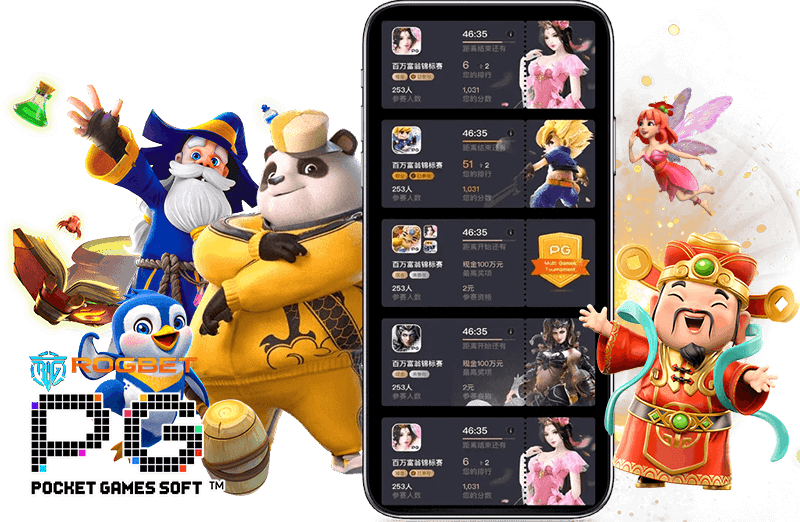 46:35
距离结束还有
PG
百万富翁锦标赛
6 2
您的排行
253人
参赛人数
1,031
您的分数
46:35
距离结束还有
百万富翁锦标赛
51 2
您的排行
253人
参赛人数
1,031
您的分数
46:35
距离开始还有
PG
Multi Games
Tournament
百万富翁锦标赛
现金100万元
最高奖项
253人
参赛人数
2元
参赛资格
46:35
距离开始还有
百万富翁锦标赛
现金100万元
最高奖项
253人
参赛人数
2元
46:35
距离结束还有
PG
百万富翁锦标赛
6 2
您的排行
253人
参赛人数
1,031
您的分数
ROGBET
PG
POCKET GAMES SOFT ™